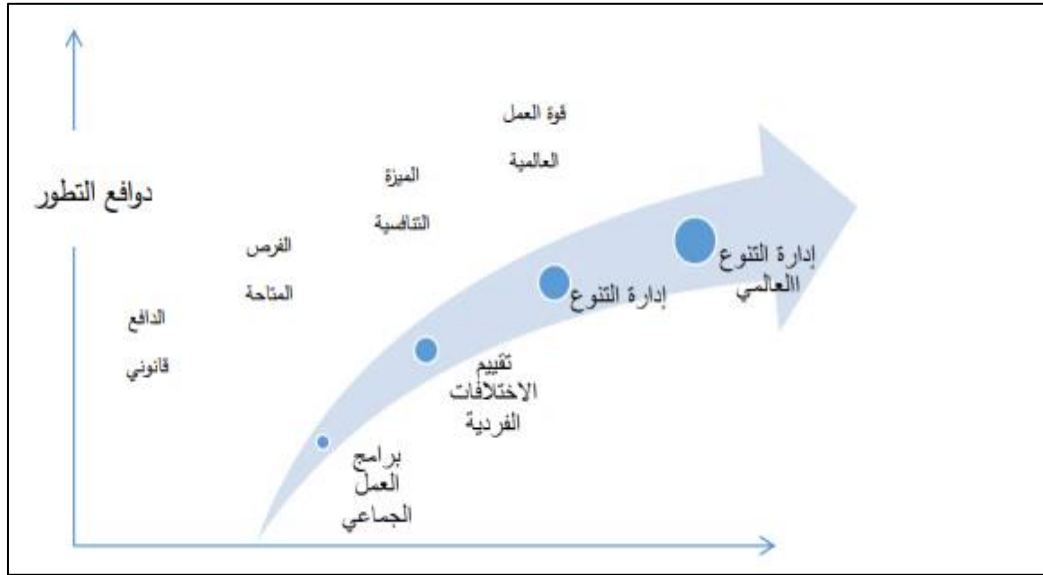 قوة العمل
العالمية
الميزة
التنافسية
دوافع التطور
الفرص
المتاحة
الدافع
قانوني
إدارة التنوع
االعالمي
إدارة التنوع
تقييم
الاختلافات
الفردية
برامج
العمل
الجماعي